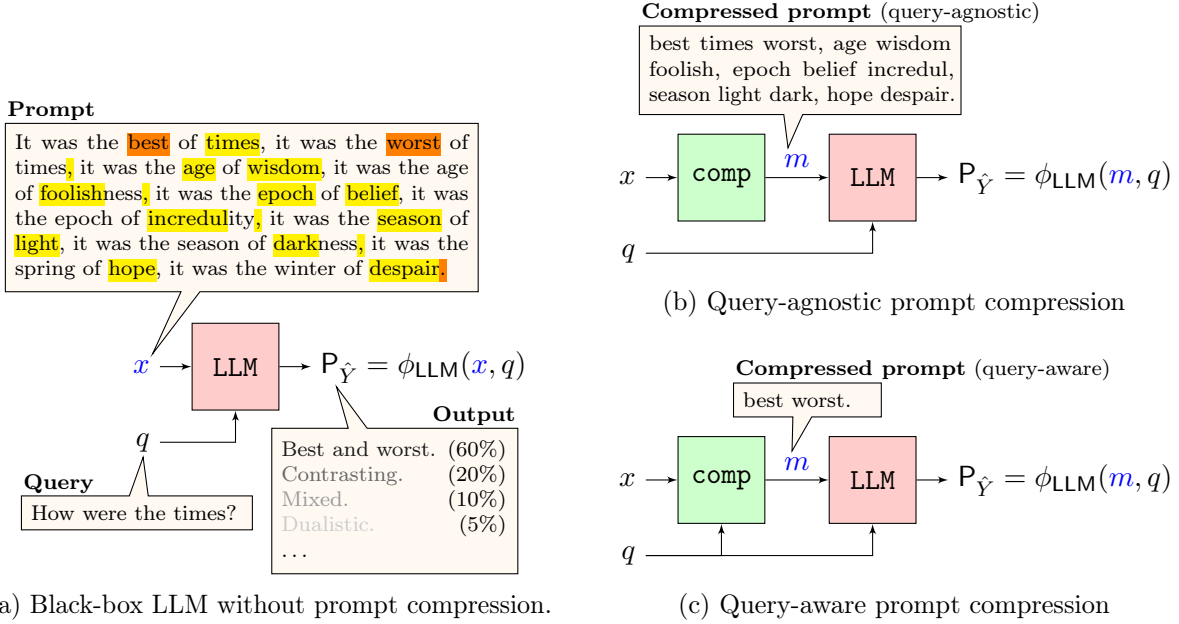 Prompt
It was the best of times, it was the worst of
times, it was the age of wisdom, it was the age
of foolishness, it was the epoch of belief, it was
the epoch of incredulity, it was the season of
light, it was the season of darkness, it was the
spring of hope, it was the winter of despair.
x
LLM
P_Ŷ = ϕ_LLM(x, q)
q
Query
How were the times?
Output
Best and worst. (60%)
Contrasting. (20%)
Mixed. (10%)
Dualistic. (5%)
...
a) Black-box LLM without prompt compression.
Compressed prompt (query-agnostic)
best times worst, age wisdom
foolish, epoch belief incredul,
season light dark, hope despair.
x
comp
m
LLM
P_Ŷ = ϕ_LLM(m, q)
q
(b) Query-agnostic prompt compression
Compressed prompt (query-aware)
best worst.
x
comp
m
LLM
P_Ŷ = ϕ_LLM(m, q)
q
(c) Query-aware prompt compression